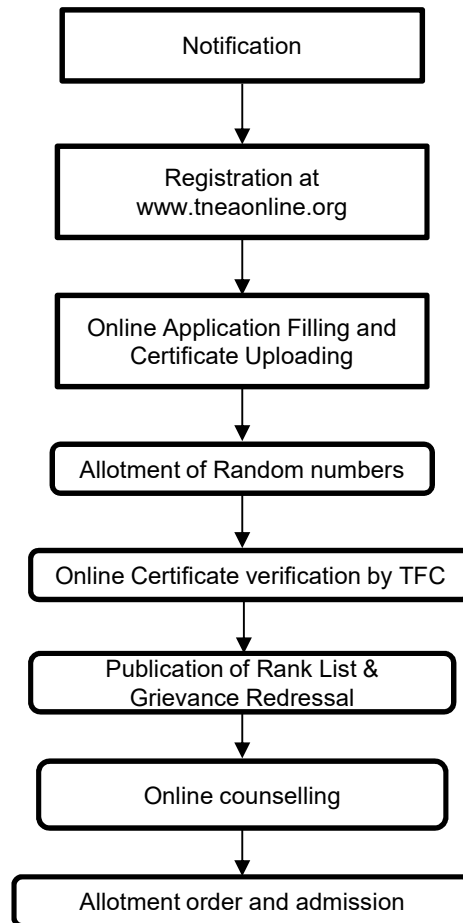 Notification
Registration at
www.tneaonline.org
Online Application Filling and
Certificate Uploading
Allotment of Random numbers
Online Certificate verification by TFC
Publication of Rank List &
Grievance Redressal
Online counselling
Allotment order and admission